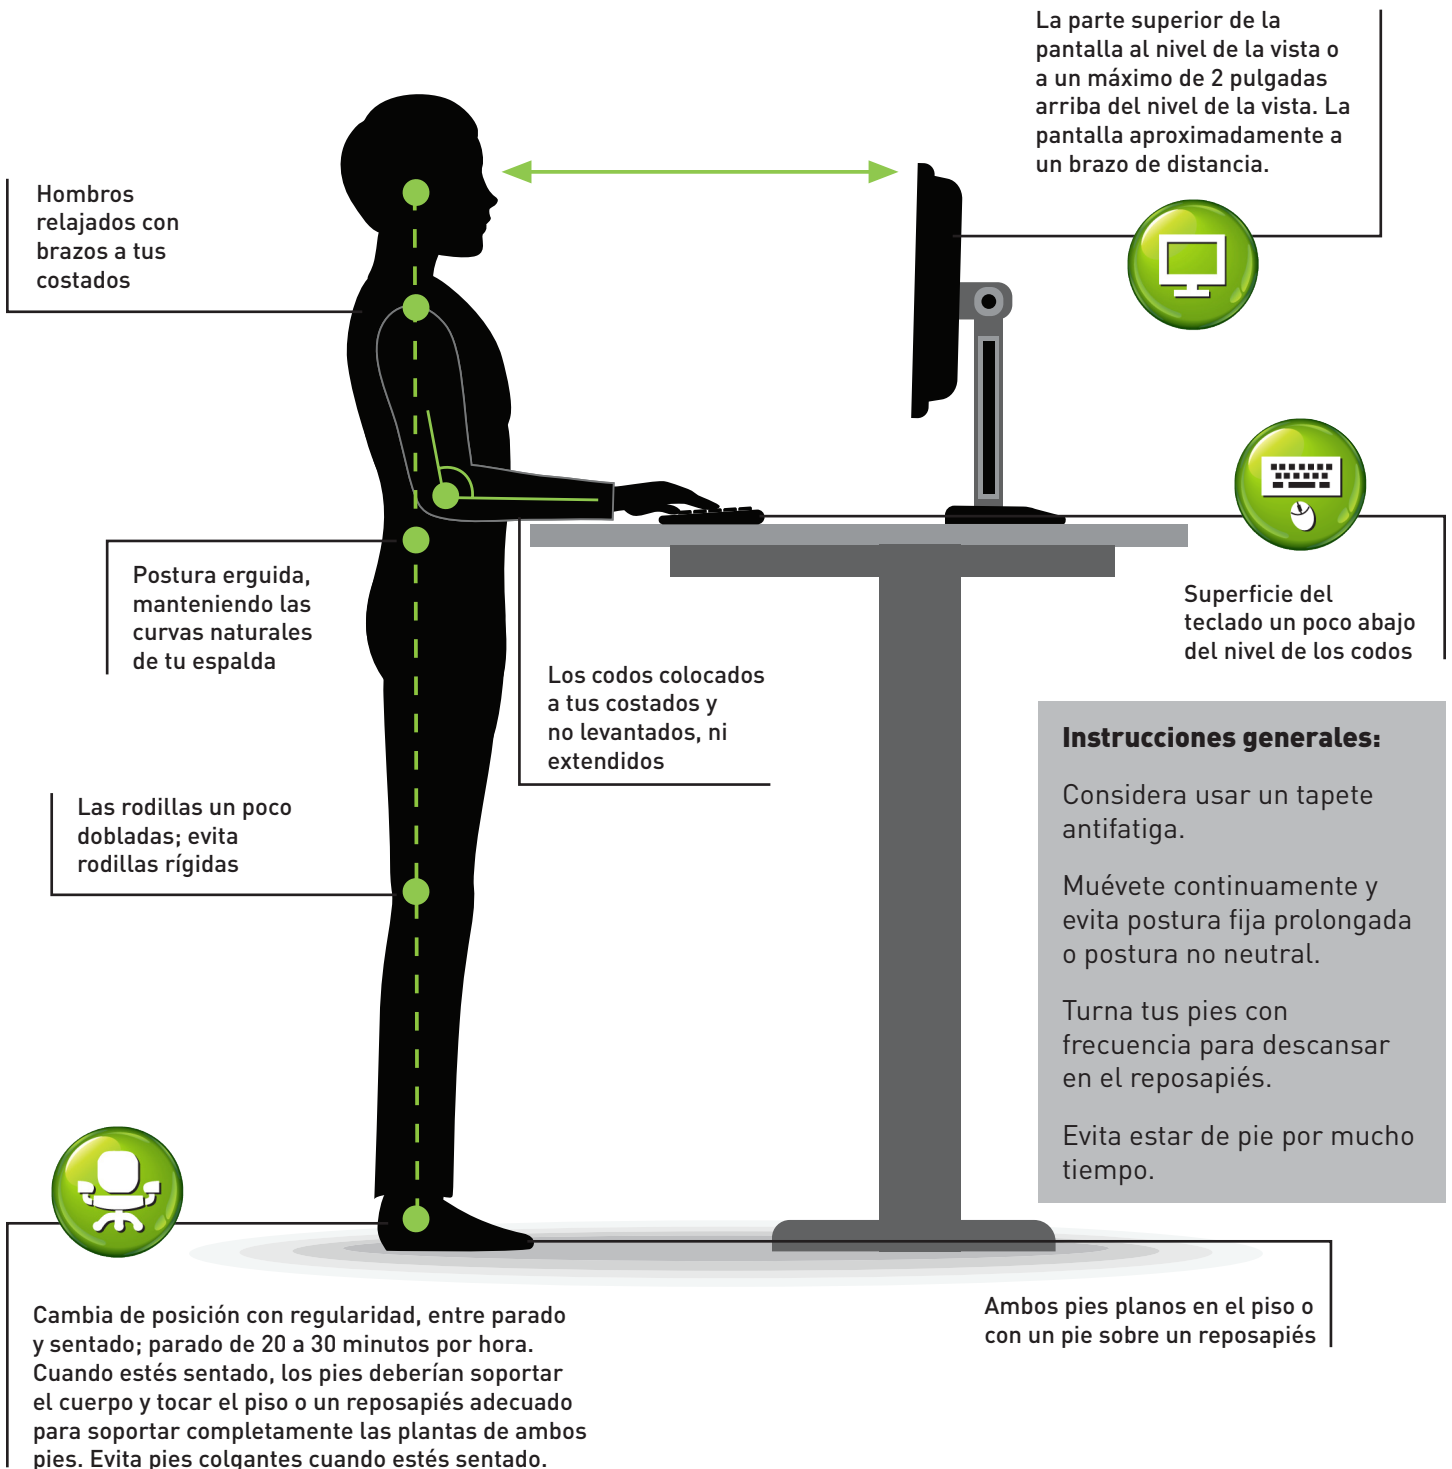 La parte superior de la
pantalla al nivel de la vista o
a un máximo de 2 pulgadas
arriba del nivel de la vista. La
pantalla aproximadamente a
un brazo de distancia.
Hombros
relajados con
brazos a tus
costados
Postura erguida,
manteniendo las
curvas naturales
de tu espalda
Superficie del
teclado un poco abajo
del nivel de los codos
Los codos colocados
a tus costados y
no levantados, ni
extendidos
Las rodillas un poco
dobladas; evita
rodillas rígidas
Instrucciones generales:
Considera usar un tapete
antifatiga.
Muévete continuamente y
evita postura fija prolongada
o postura no neutral.
Turna tus pies con
frecuencia para descansar
en el reposapiés.
Evita estar de pie por mucho
tiempo.
Ambos pies planos en el piso o
con un pie sobre un reposapiés
Cambia de posición con regularidad, entre parado
y sentado; parado de 20 a 30 minutos por hora.
Cuando estés sentado, los pies deberían soportar
el cuerpo y tocar el piso o un reposapiés adecuado
para soportar completamente las plantas de ambos
pies. Evita pies colgantes cuando estés sentado.